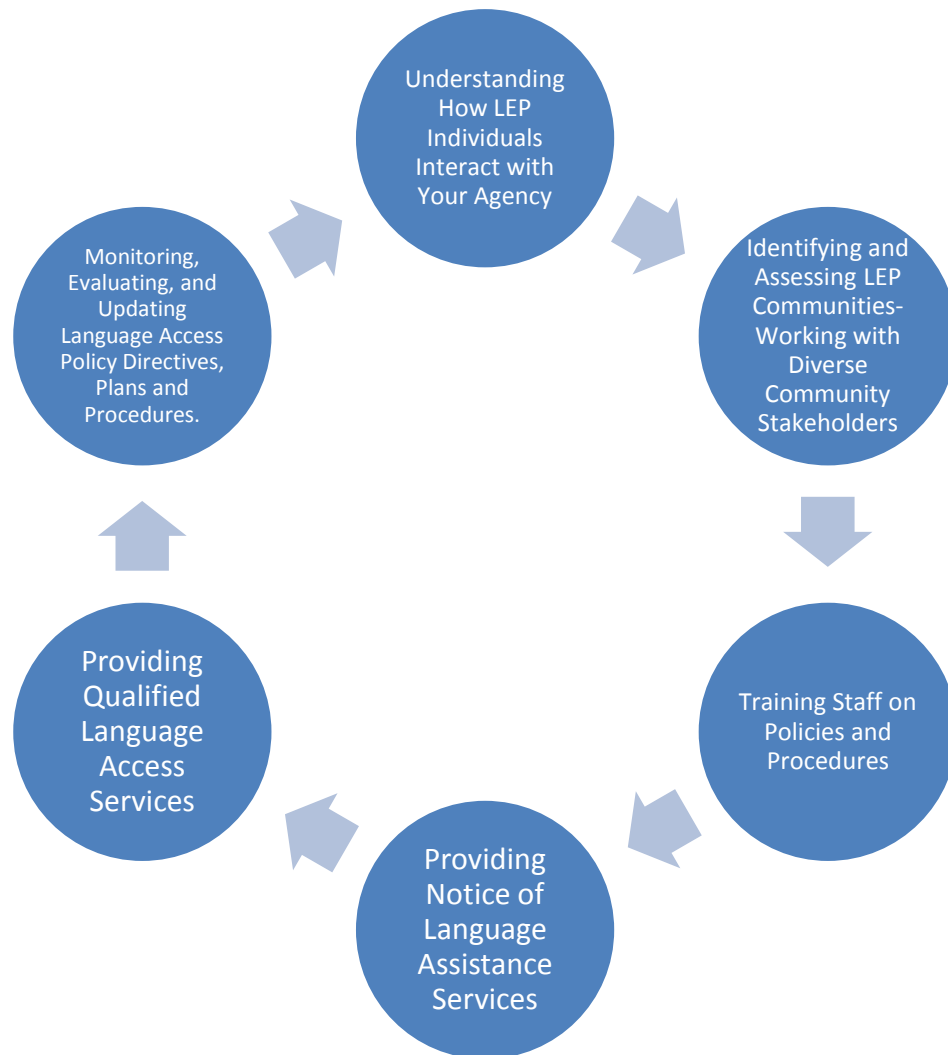 Understanding
How LEP
Individuals
Interact with
Your Agency
Identifying and
Assessing LEP
Communities-
Working with
Diverse
Community
Stakeholders
Training Staff on
Policies and
Procedures
Providing
Notice of
Language
Assistance
Services
Providing
Qualified
Language
Access
Services
Monitoring,
Evaluating, and
Updating
Language Access
Policy Directives,
Plans and
Procedures.